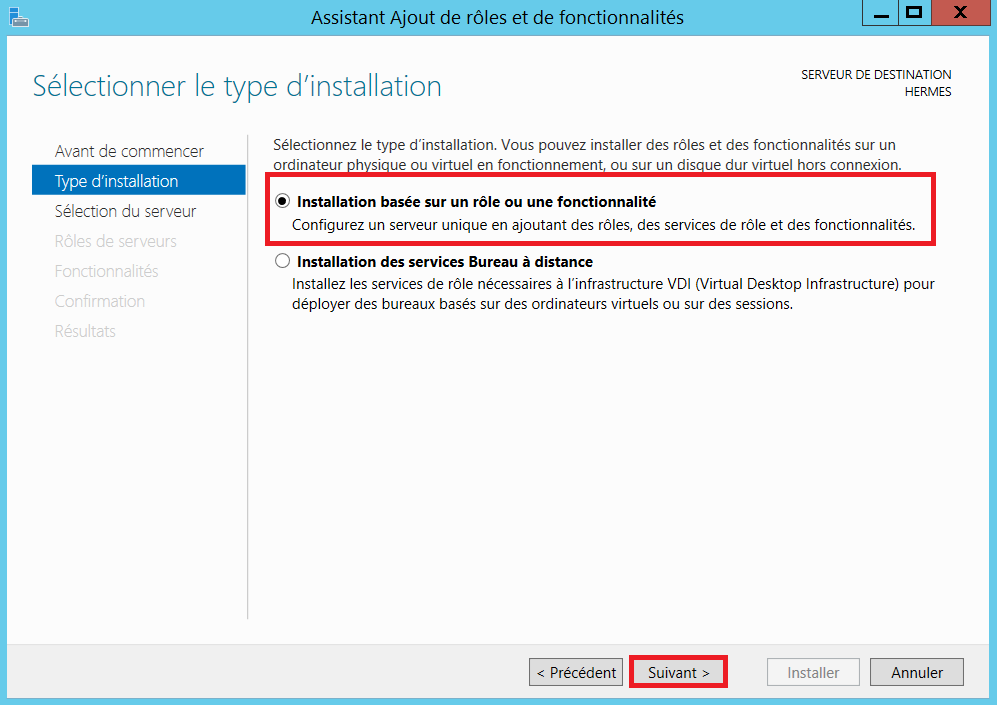 Assistant Ajout de rôles et de fonctionnalités
Sélectionner le type d’installation
SERVEUR DE DESTINATION
HERMES
Avant de commencer
Type d’installation
Sélection du serveur
Rôles de serveurs
Fonctionnalités
Confirmation
Résultats
Sélectionnez le type d’installation. Vous pouvez installer des rôles et des fonctionnalités sur un
ordinateur physique ou virtuel en fonctionnement, ou sur un disque dur virtuel hors connexion.
Installation basée sur un rôle ou une fonctionnalité
Configurez un serveur unique en ajoutant des rôles, des services de rôle et des fonctionnalités.
Installation des services Bureau à distance
Installez les services de rôle nécessaires à l’infrastructure VDI (Virtual Desktop Infrastructure) pour
déployer des bureaux basés sur des ordinateurs virtuels ou sur des sessions.
< Précédent
Suivant >
Installer
Annuler